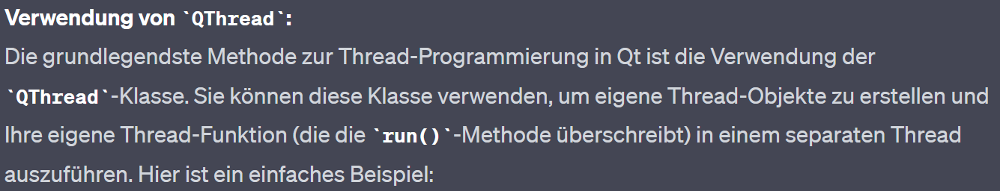 Verwendung von `QThread`:
Die grundlegendste Methode zur Thread-Programmierung in Qt ist die Verwendung der
`QThread`-Klasse. Sie können diese Klasse verwenden, um eigene Thread-Objekte zu erstellen und
Ihre eigene Thread-Funktion (die die `run()`-Methode überschreibt) in einem separaten Thread
auszuführen. Hier ist ein einfaches Beispiel: